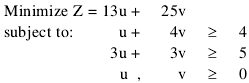 Minimize Z = 13u + 25v
subject to: u + 4v ≥ 4
3u + 3v ≥ 5
u , v ≥ 0